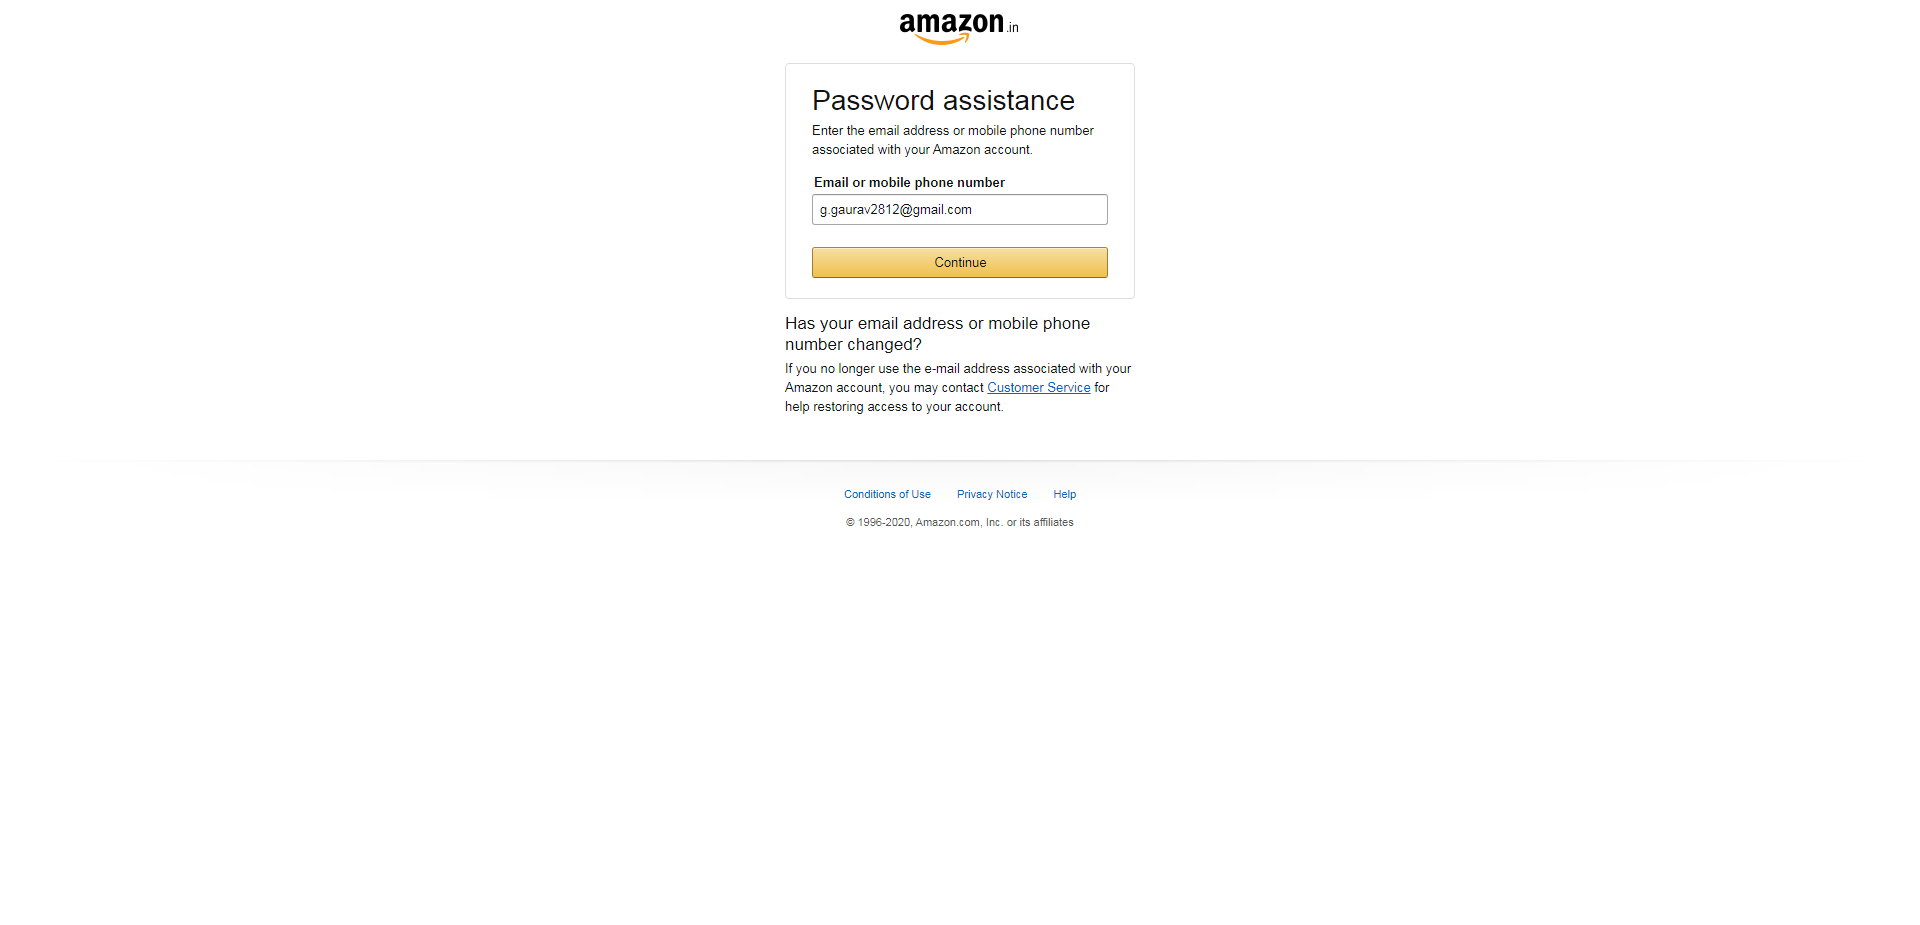 amazon.in
Password assistance
Enter the email address or mobile phone number
associated with your Amazon account.
Email or mobile phone number
g.gaurav2812@gmail.com
Continue
Has your email address or mobile phone
number changed?
If you no longer use the e-mail address associated with your
Amazon account, you may contact Customer Service for
help restoring access to your account.
Conditions of Use Privacy Notice Help
© 1996-2020, Amazon.com, Inc. or its affiliates